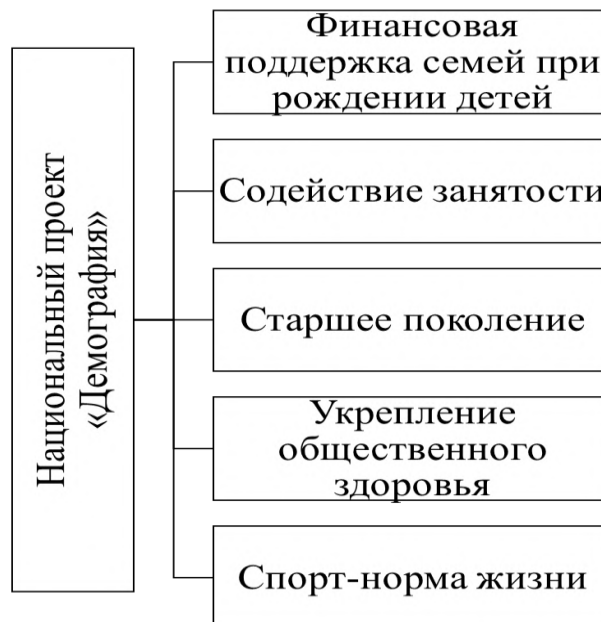 Национальный проект
«Демография»
Финансовая
поддержка семей при
рождении детей
Содействие занятости
Старшее поколение
Укрепление
общественного
здоровья
Спорт-норма жизни